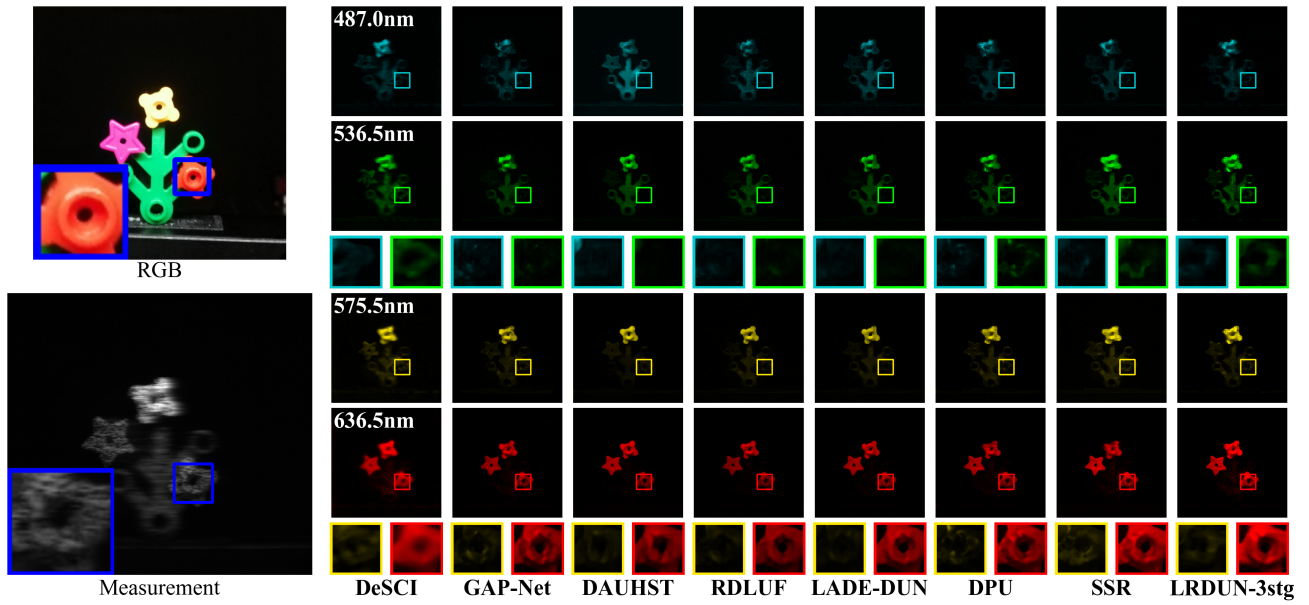 487.0nm
536.5nm
RGB
575.5nm
636.5nm
Measurement
DeSCI GAP-Net DAUHST RDLUF LADE-DUN DPU SSR LRDUN-3stg